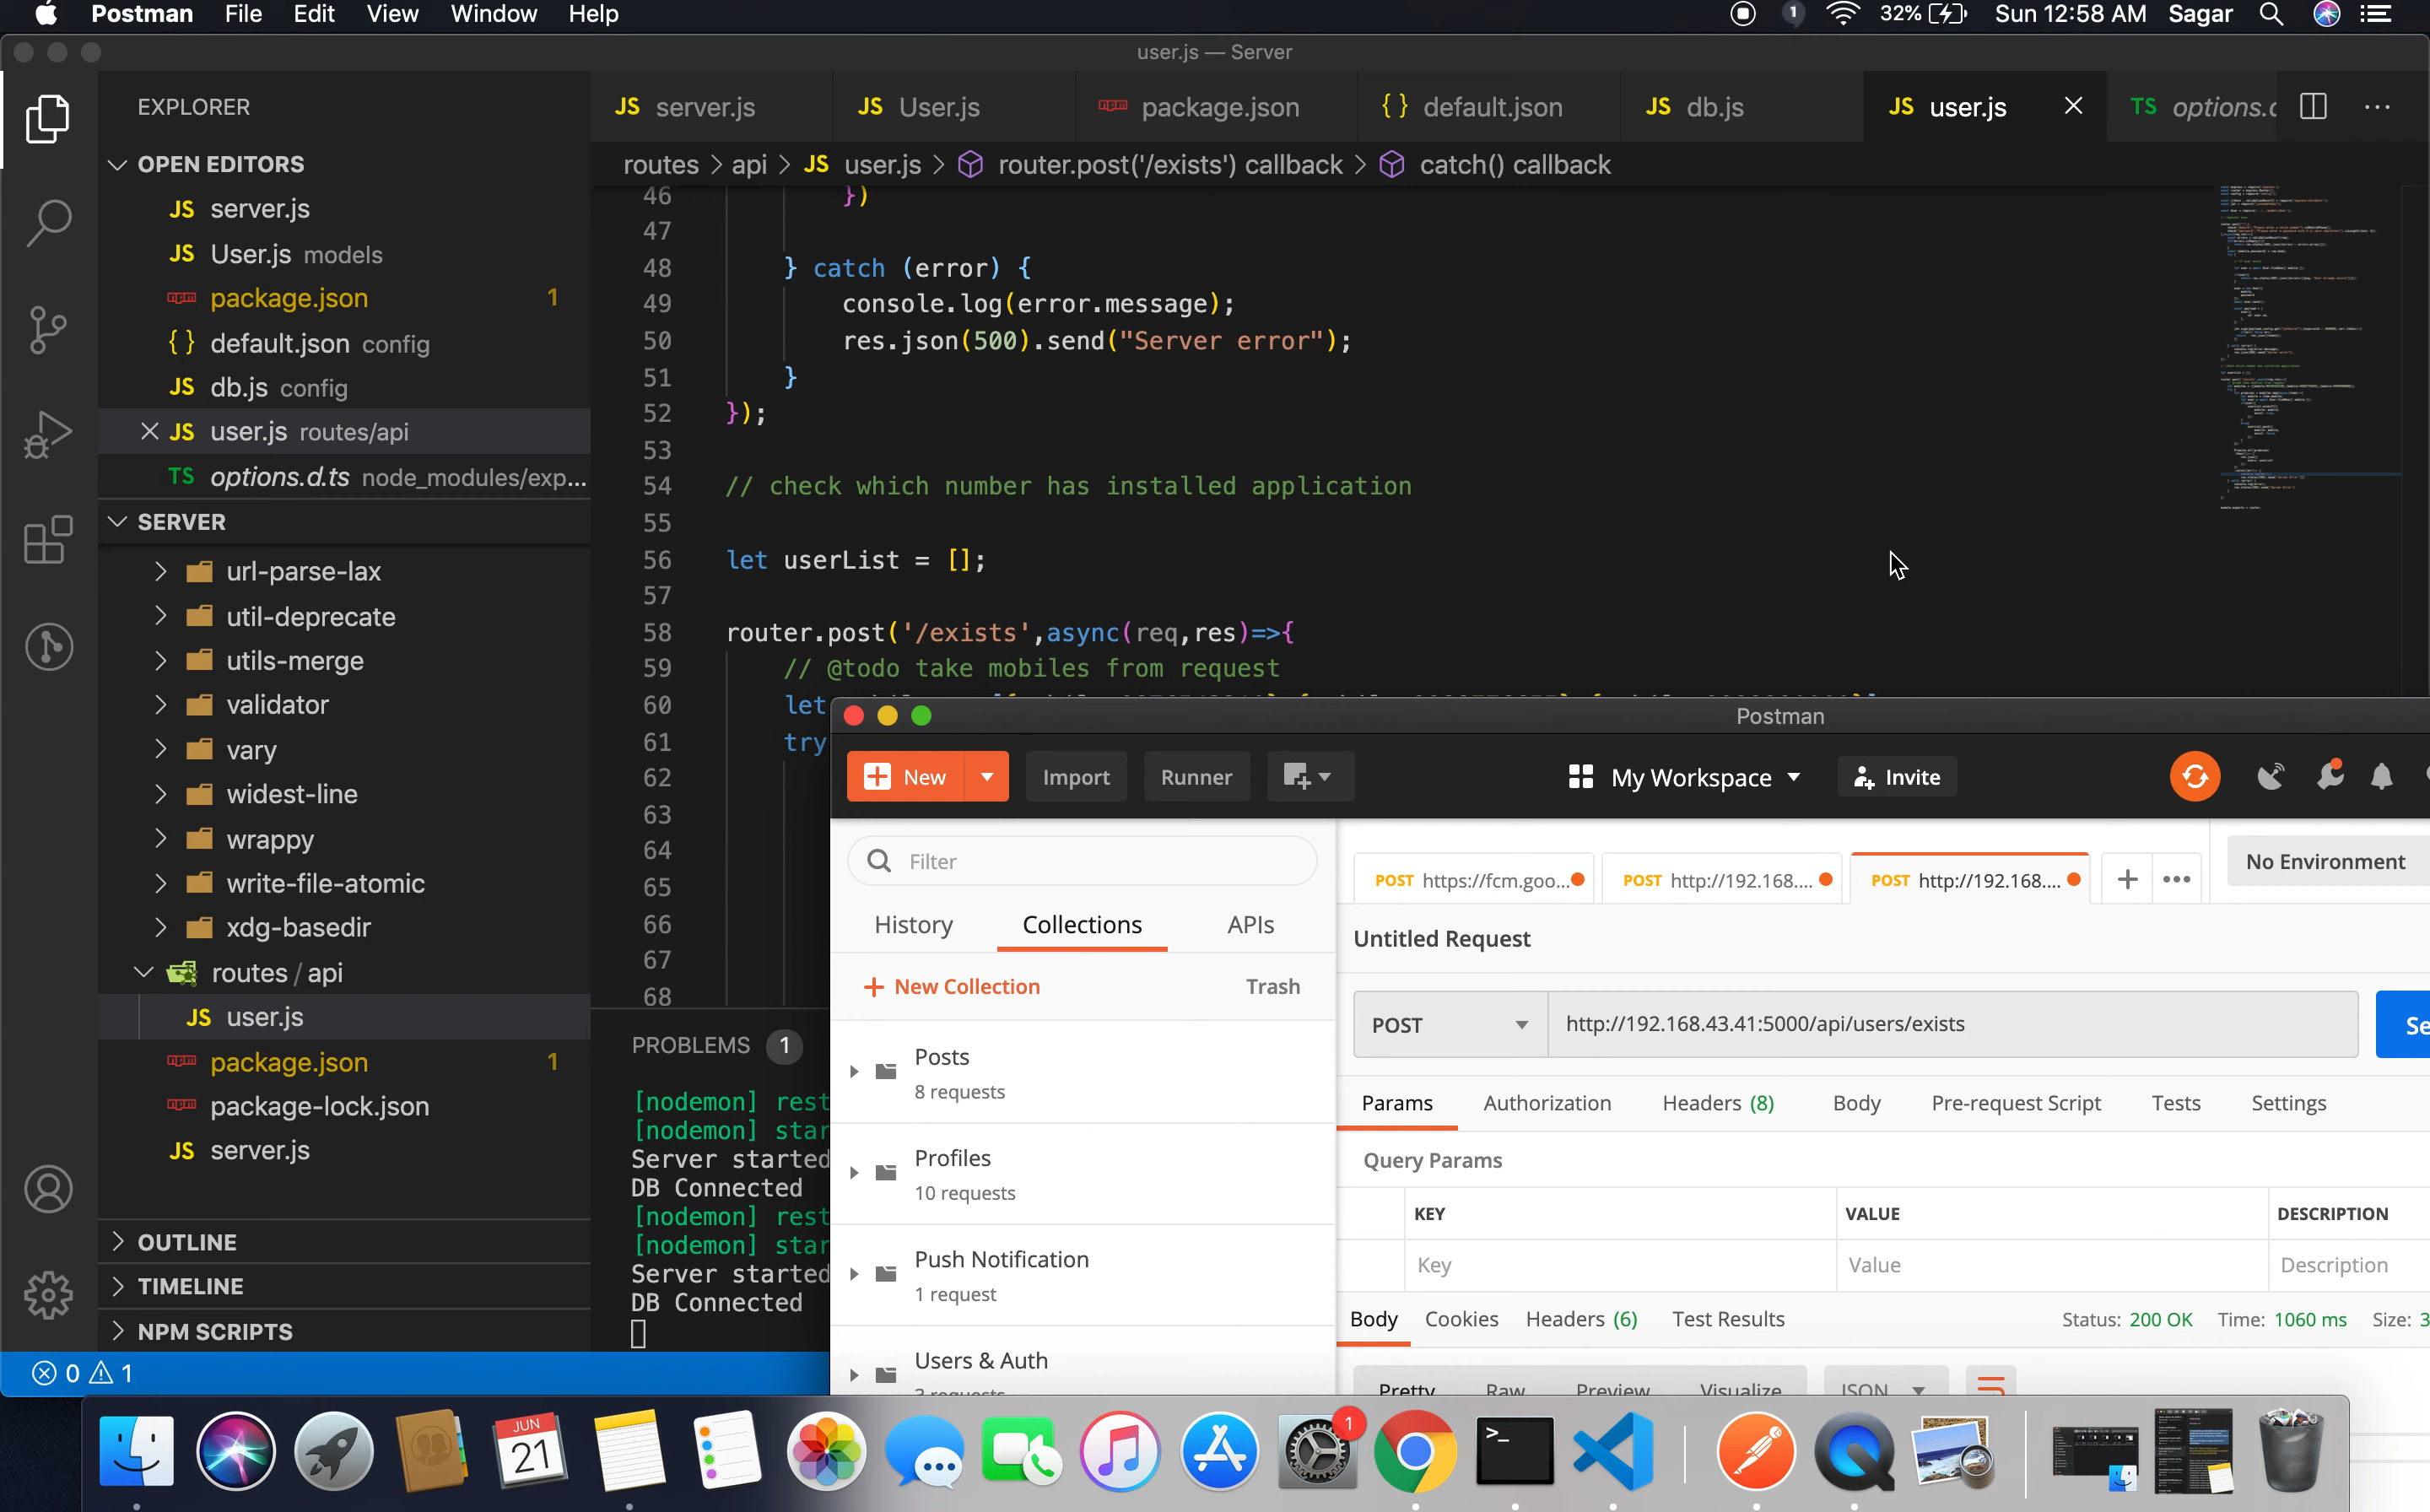 Postman File Edit View Window Help
1 32% Sun 12:58 AM Sagar
user.js — Server
EXPLORER
OPEN EDITORS
JS server.js
JS User.js models
package.json 1
{ } default.json config
JS db.js config
JS user.js routes/api
TS options.d.ts node_modules/exp...
SERVER
url-parse-lax
util-deprecate
utils-merge
validator
vary
widest-line
wrappy
write-file-atomic
xdg-basedir
routes / api
JS user.js
package.json 1
package-lock.json
JS server.js
OUTLINE
TIMELINE
NPM SCRIPTS
0 1
JS server.js JS User.js package.json { } default.json JS db.js JS user.js TS
routes > api > JS user.js > router.post('/exists') callback > catch() callback
46 })
47
48 } catch (error) {
49 console.log(error.message);
50 res.json(500).send("Server error");
51 }
52 });
53
54 // check which number has installed application
55
56 let userList = [];
57
58 router.post('/exists',async(req,res)=>{
59 // @todo take mobiles from request
60 let
61 try
62
63
64
65
66
67
68
PROBLEMS 1
[nodemon] rest
[nodemon] star
Server started
DB Connected
[nodemon] rest
[nodemon] star
Server started
DB Connected
Postman
New Import Runner My Workspace Invite
Filter
History Collections APIs
New Collection Trash
Posts
8 requests
Profiles
10 requests
Push Notification
1 request
Users & Auth
POST https://fcm.goo... POST http://192.168.... POST http://192.168.... No Environment
Untitled Request
POST http://192.168.43.41:5000/api/users/exists Se
Params Authorization Headers (8) Body Pre-request Script Tests Settings
Query Params
KEY VALUE DESCRIPTION
Key Value Description
Body Cookies Headers (6) Test Results Status: 200 OK Time: 1060 ms Size: 3
Pretty Raw Preview Visualize JSON
JUN
21
1
>_